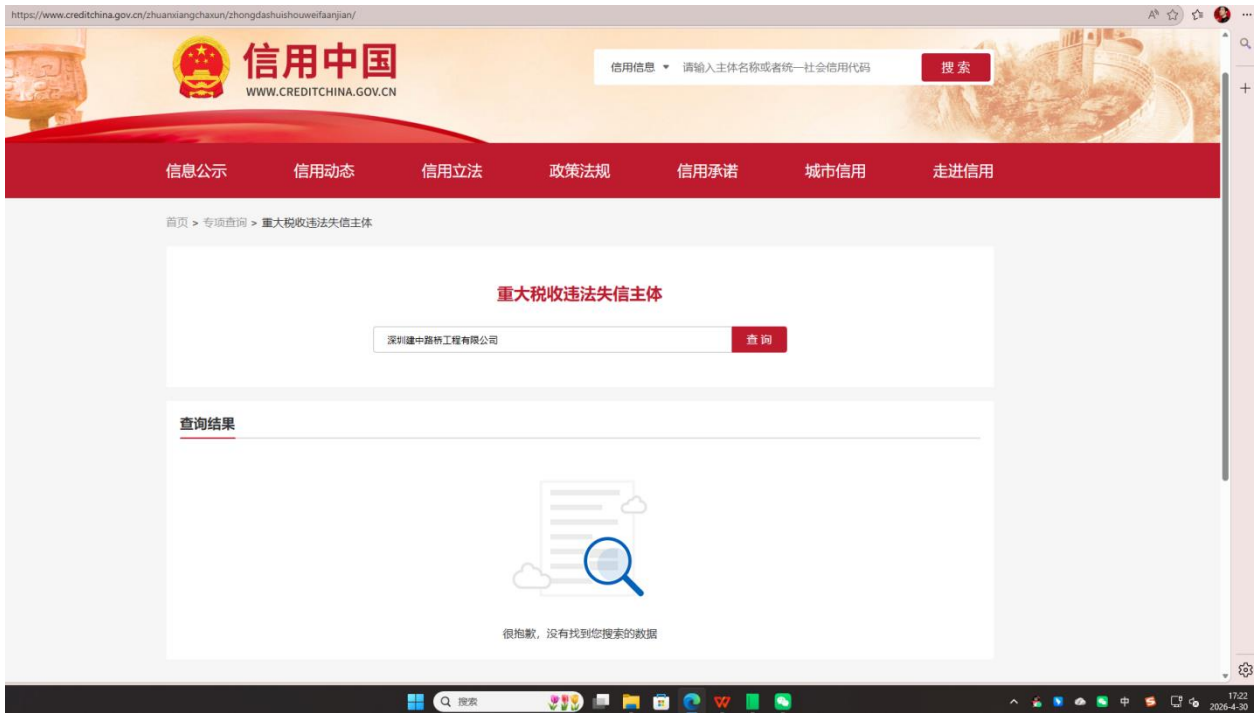 https://www.creditchina.gov.cn/zhuanxiangchaxun/zhongdashuishouweifaanjian/
信用中国
WWW.CREDITCHINA.GOV.CN
信用信息 请输入主体名称或者统一社会信用代码 搜索
信息公示 信用动态 信用立法 政策法规 信用承诺 城市信用 走进信用
首页 > 专项查询 > 重大税收违法失信主体
重大税收违法失信主体
深圳建中路桥工程有限公司 查询
查询结果
很抱歉，没有找到您搜索的数据
搜索
中
17:22
2026-4-30